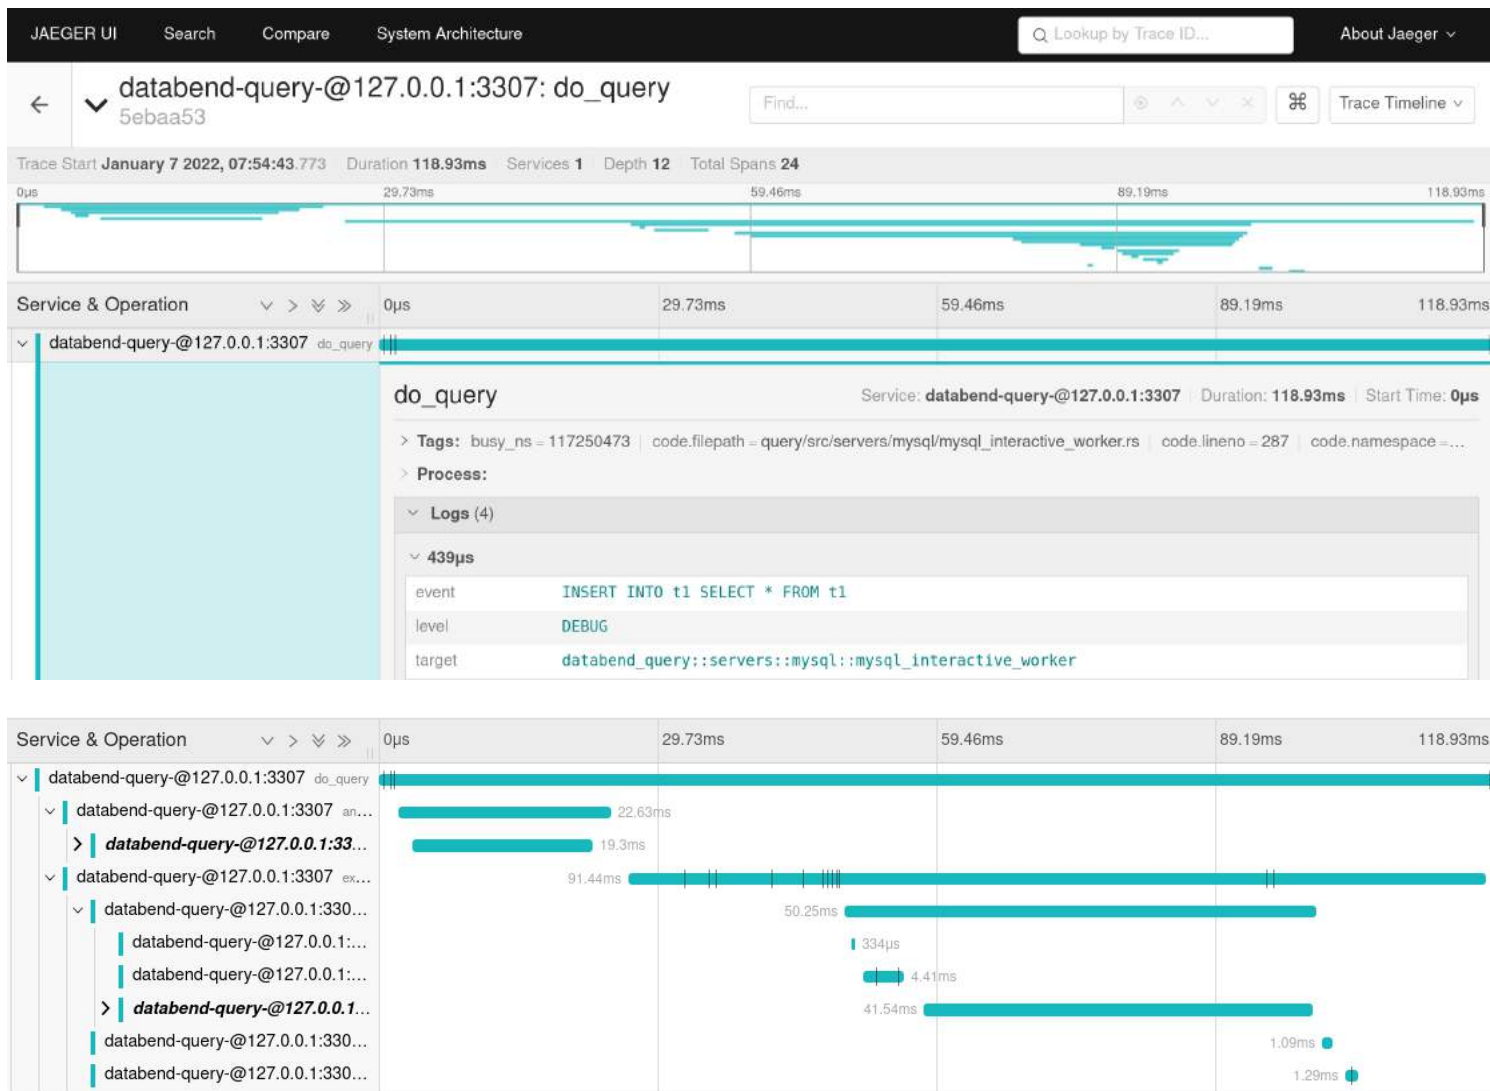 JAEGER UI Search Compare System Architecture Lookup by Trace ID... About Jaeger
databend-query-@127.0.0.1:3307: do_query
5ebaa53
Find... ⌘ Trace Timeline
Trace Start January 7 2022, 07:54:43.773 Duration 118.93ms Services 1 Depth 12 Total Spans 24
0μs 29.73ms 59.46ms 89.19ms 118.93ms
Service & Operation 0μs 29.73ms 59.46ms 89.19ms 118.93ms
databend-query-@127.0.0.1:3307 do_query
do_query Service: databend-query-@127.0.0.1:3307 Duration: 118.93ms Start Time: 0μs
Tags: busy_ns = 117250473 code.filepath = query/src/servers/mysql/mysql_interactive_worker.rs code.lineno = 287 code.namespace =...
Process:
Logs (4)
439μs
event INSERT INTO t1 SELECT * FROM t1
level DEBUG
target databend_query::servers::mysql::mysql_interactive_worker
Service & Operation 0μs 29.73ms 59.46ms 89.19ms 118.93ms
databend-query-@127.0.0.1:3307 do_query
databend-query-@127.0.0.1:3307 an... 22.63ms
databend-query-@127.0.0.1:33... 19.3ms
databend-query-@127.0.0.1:3307 ex... 91.44ms
databend-query-@127.0.0.1:330... 50.25ms
databend-query-@127.0.0.1:... 334μs
databend-query-@127.0.0.1:... 4.41ms
databend-query-@127.0.0.1... 41.54ms
databend-query-@127.0.0.1:330... 1.09ms
databend-query-@127.0.0.1:330... 1.29ms